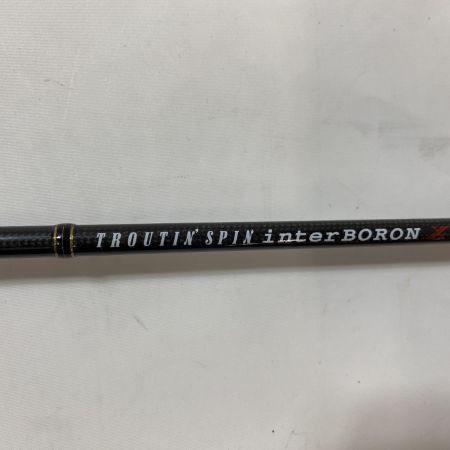 TROUTIN' SPIN interBORON X